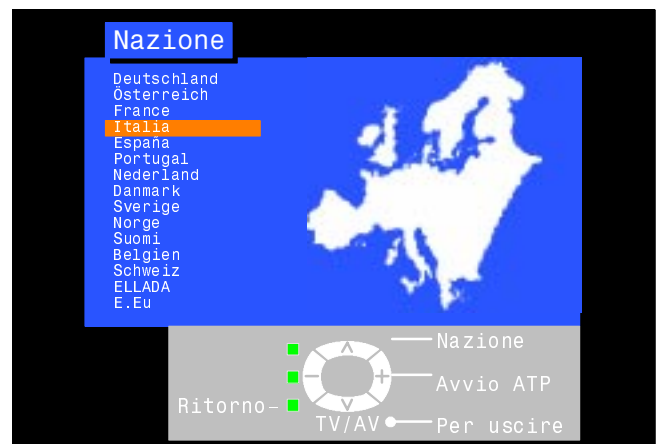 Nazione
Deutschland
Österreich
France
Italia
España
Portugal
Nederland
Danmark
Sverige
Norge
Suomi
Belgien
Schweiz
ELLADA
E.Eu
Nazione
Avvio ATP
Ritorno
TV/AV
Per uscire